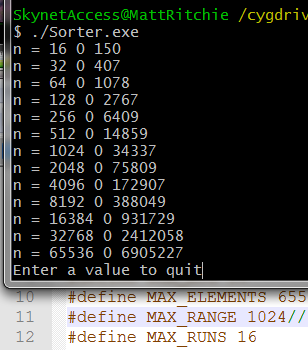 SkynetAccess@MattRitchie /cygdriv
$ ./Sorter.exe
n = 16 0 150
n = 32 0 407
n = 64 0 1078
n = 128 0 2767
n = 256 0 6409
n = 512 0 14859
n = 1024 0 34337
n = 2048 0 75809
n = 4096 0 172907
n = 8192 0 388049
n = 16384 0 931729
n = 32768 0 2412058
n = 65536 0 6905227
Enter a value to quit
10 #define MAX_ELEMENTS 655
11 #define MAX_RANGE 1024//
12 #define MAX_RUNS 16